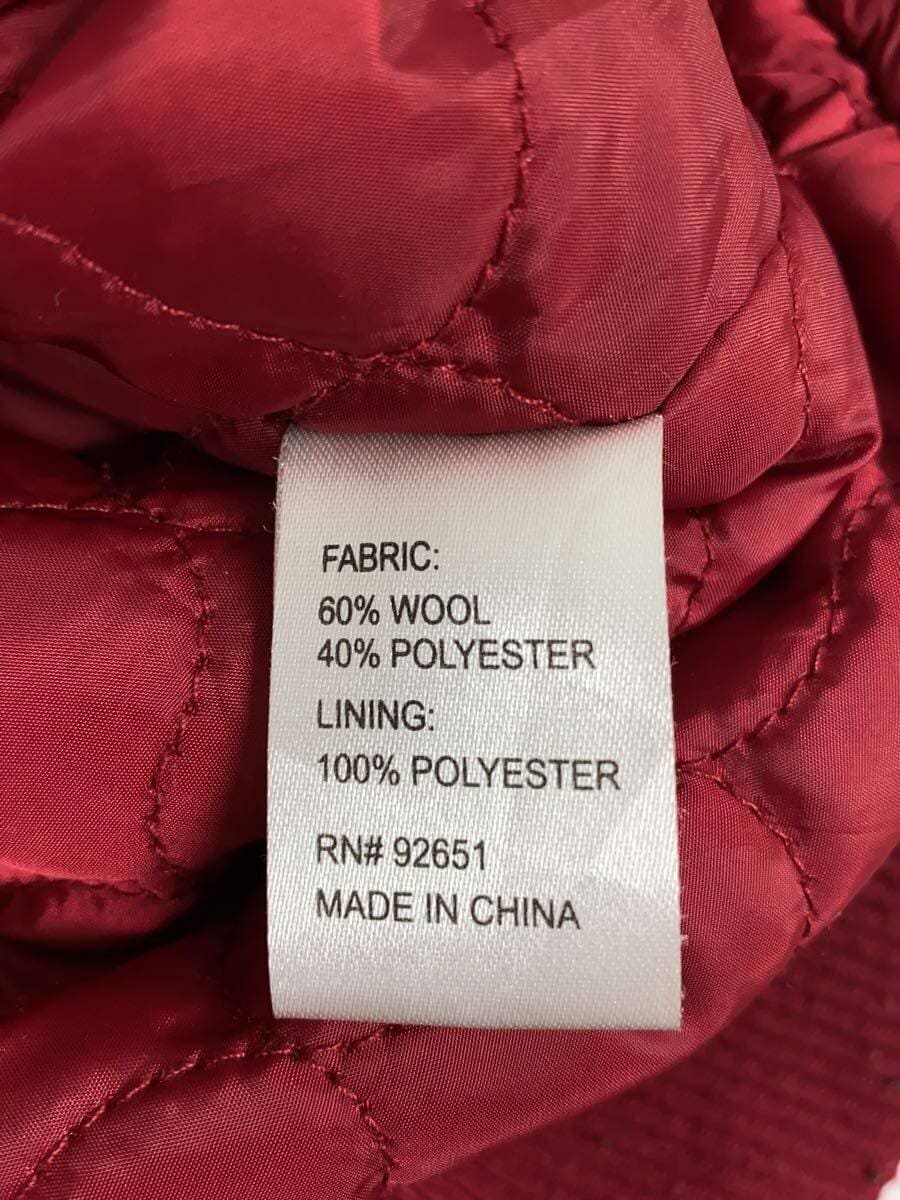 FABRIC:
60% WOOL
40% POLYESTER
LINING:
100% POLYESTER
RN# 92651
MADE IN CHINA